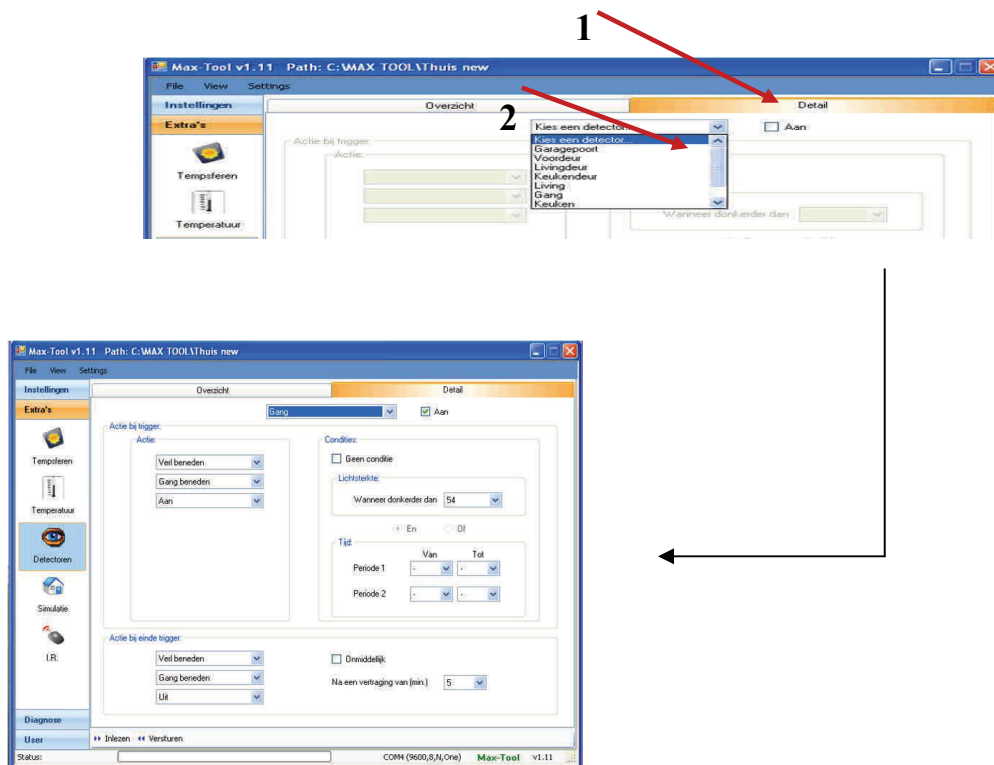 1
Max-Tool v1.11 Path: C:\MAX TOOL\Thuis new
File View Settings
Instellingen Overzicht Detail
Extra's 2 Kies een detector... Aan
Actie bij trigger: Kies een detector...
Actie: Garagepoort
Voordeur
Tempsferen Livingdeur
Keukendeur
Living
Gang Wanneer donkerder dan
Keuken
Temperatuur
Max-Tool v1.11 Path: C:\MAX TOOL\Thuis new
File View Settings
Instellingen Overzicht Detail
Extra's Gang Aan
Actie bij trigger:
Actie: Condities:
Verl beneden Geen conditie
Tempsferen Gang beneden Lichtsterkte:
Aan Wanneer donkerder dan 54
Temperatuur
En Of
Tijd:
Van Tot
Detectoren Periode 1 - -
Periode 2 - -
Simulatie
Actie bij einde trigger:
I.R. Verl beneden Onmiddellijk
Gang beneden Na een vertraging van (min.) 5
Uit
Diagnose
User Inlezen Versturen
Status: COM4 (9600,8,N,One) Max-Tool v1.11